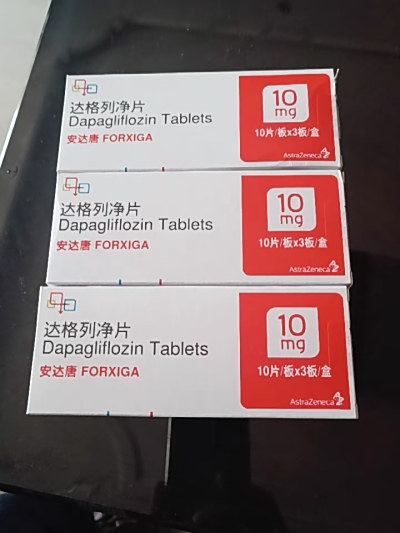 达格列净片
Dapagliflozin Tablets
安达唐 FORXIGA
10
mg
10片/板x3板/盒
AstraZeneca
达格列净片
Dapagliflozin Tablets
安达唐 FORXIGA
10
mg
10片/板x3板/盒
AstraZeneca
达格列净片
Dapagliflozin Tablets
安达唐 FORXIGA
10
mg
10片/板x3板/盒
AstraZeneca